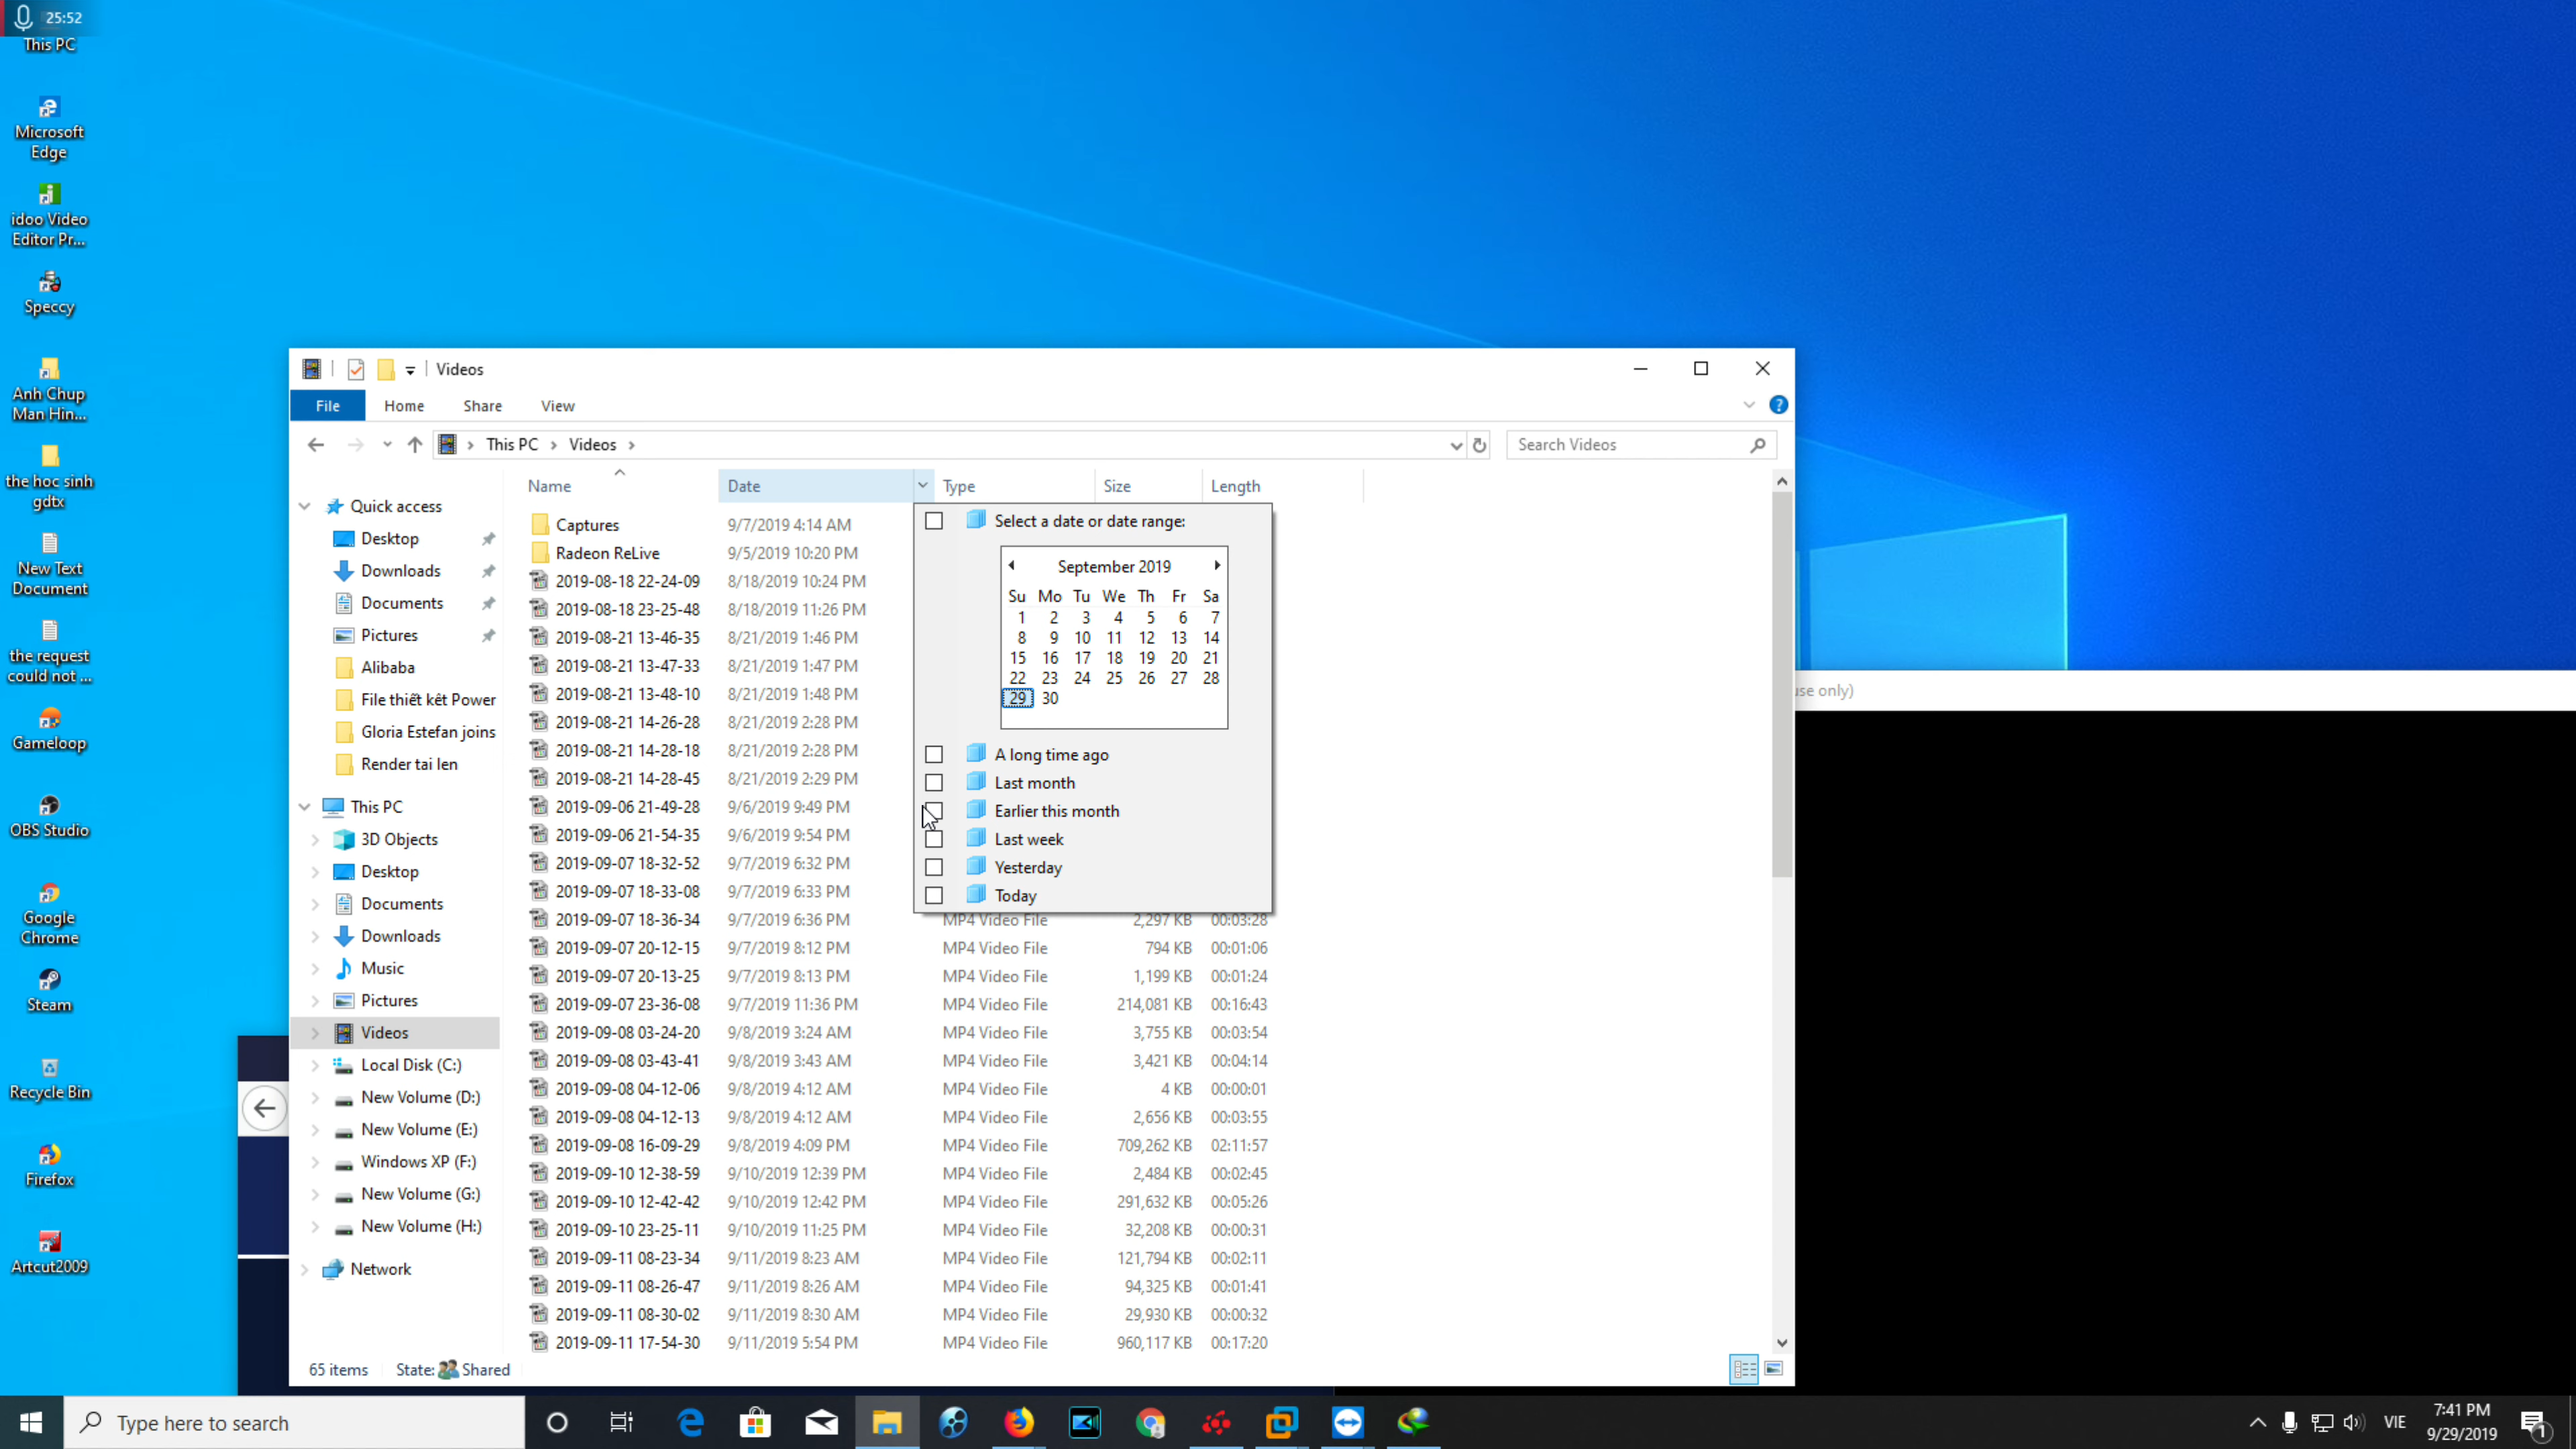 25:52
This PC
Microsoft
Edge
idoo Video
Editor Pr...
Speccy
Anh Chup
Man Hin...
the hoc sinh
gdtx
New Text
Document
the request
could not ...
Gameloop
OBS Studio
Google
Chrome
Steam
Recycle Bin
Firefox
Artcut2009
Videos
File Home Share View
This PC Videos
Search Videos
Quick access
Desktop
Downloads
Documents
Pictures
Alibaba
File thiết kêt Power
Gloria Estefan joins
Render tai len
This PC
3D Objects
Desktop
Documents
Downloads
Music
Pictures
Videos
Local Disk (C:)
New Volume (D:)
New Volume (E:)
Windows XP (F:)
New Volume (G:)
New Volume (H:)
Network
Name Date Type Size Length
Captures 9/7/2019 4:14 AM
Radeon ReLive 9/5/2019 10:20 PM
2019-08-18 22-24-09 8/18/2019 10:24 PM
2019-08-18 23-25-48 8/18/2019 11:26 PM
2019-08-21 13-46-35 8/21/2019 1:46 PM
2019-08-21 13-47-33 8/21/2019 1:47 PM
2019-08-21 13-48-10 8/21/2019 1:48 PM
2019-08-21 14-26-28 8/21/2019 2:28 PM
2019-08-21 14-28-18 8/21/2019 2:28 PM
2019-08-21 14-28-45 8/21/2019 2:29 PM
2019-09-06 21-49-28 9/6/2019 9:49 PM
2019-09-06 21-54-35 9/6/2019 9:54 PM
2019-09-07 18-32-52 9/7/2019 6:32 PM
2019-09-07 18-33-08 9/7/2019 6:33 PM
2019-09-07 18-36-34 9/7/2019 6:36 PM MP4 Video File 2,297 KB 00:03:28
2019-09-07 20-12-15 9/7/2019 8:12 PM MP4 Video File 794 KB 00:01:06
2019-09-07 20-13-25 9/7/2019 8:13 PM MP4 Video File 1,199 KB 00:01:24
2019-09-07 23-36-08 9/7/2019 11:36 PM MP4 Video File 214,081 KB 00:16:43
2019-09-08 03-24-20 9/8/2019 3:24 AM MP4 Video File 3,755 KB 00:03:54
2019-09-08 03-43-41 9/8/2019 3:43 AM MP4 Video File 3,421 KB 00:04:14
2019-09-08 04-12-06 9/8/2019 4:12 AM MP4 Video File 4 KB 00:00:01
2019-09-08 04-12-13 9/8/2019 4:12 AM MP4 Video File 2,656 KB 00:03:55
2019-09-08 16-09-29 9/8/2019 4:09 PM MP4 Video File 709,262 KB 02:11:57
2019-09-10 12-38-59 9/10/2019 12:39 PM MP4 Video File 2,484 KB 00:02:45
2019-09-10 12-42-42 9/10/2019 12:42 PM MP4 Video File 291,632 KB 00:05:26
2019-09-10 23-25-11 9/10/2019 11:25 PM MP4 Video File 32,208 KB 00:00:31
2019-09-11 08-23-34 9/11/2019 8:23 AM MP4 Video File 121,794 KB 00:02:11
2019-09-11 08-26-47 9/11/2019 8:26 AM MP4 Video File 94,325 KB 00:01:41
2019-09-11 08-30-02 9/11/2019 8:30 AM MP4 Video File 29,930 KB 00:00:32
2019-09-11 17-54-30 9/11/2019 5:54 PM MP4 Video File 960,117 KB 00:17:20
Select a date or date range:
September 2019
Su Mo Tu We Th Fr Sa
1 2 3 4 5 6 7
8 9 10 11 12 13 14
15 16 17 18 19 20 21
22 23 24 25 26 27 28
29 30
A long time ago
Last month
Earlier this month
Last week
Yesterday
Today
65 items State: Shared
use only)
Type here to search
VIE
7:41 PM
9/29/2019
1